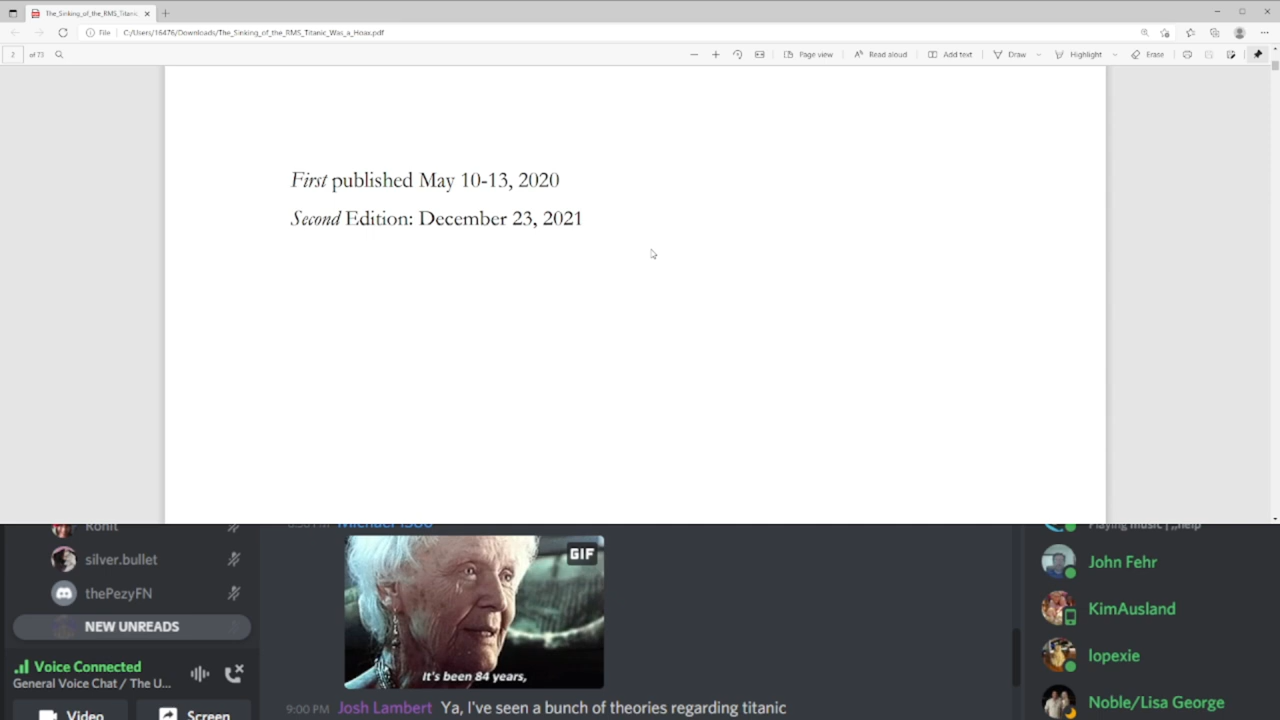 The_Sinking_of_the_RMS_Titanic
File
C:/Users/16476/Downloads/The_Sinking_of_the_RMS_Titanic_Was_a_Hoax.pdf
2 of 73
Page view
Read aloud
Add text
Draw
Highlight
Erase
First published May 10-13, 2020
Second Edition: December 23, 2021
Ronit
silver.bullet
thePezyFN
NEW UNREADS
Voice Connected
General Voice Chat / The U...
Video
Screen
GIF
It's been 84 years,
9:00 PM Josh Lambert Ya, I've seen a bunch of theories regarding titanic
John Fehr
KimAusland
lopexie
Noble/Lisa George